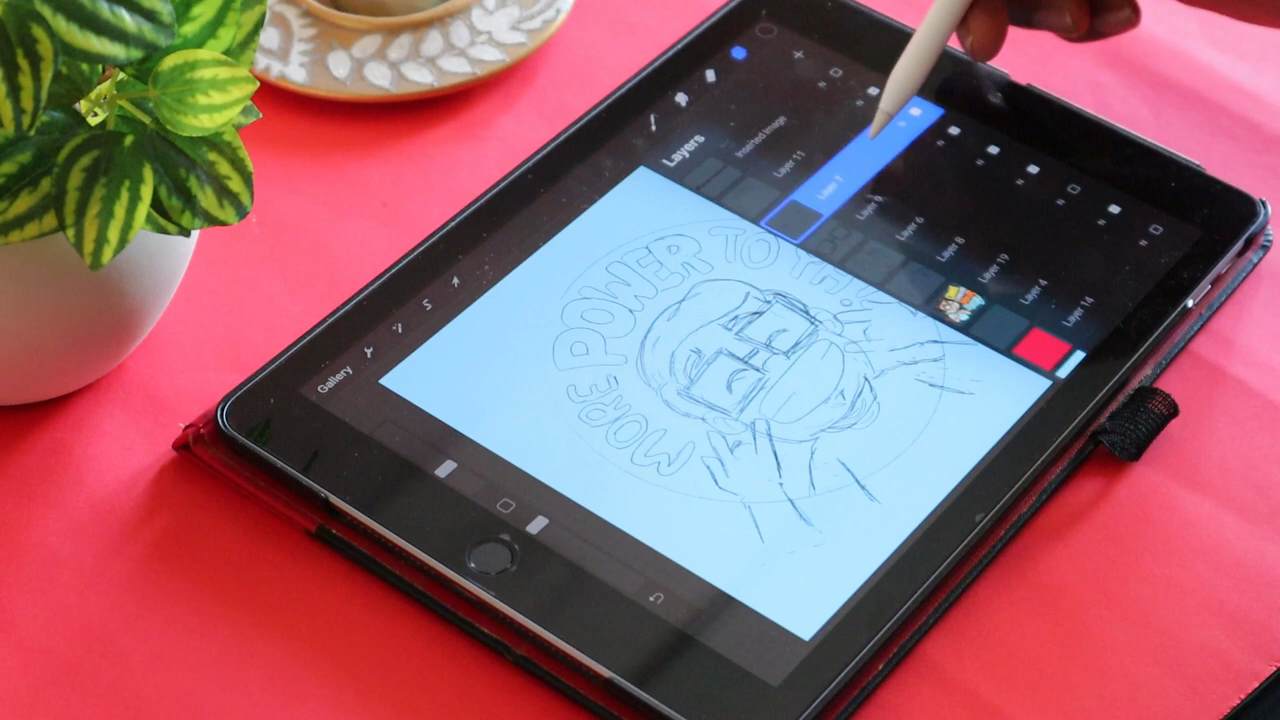 Gallery
S
Layers
Inserted Image
Layer 11
N
Layer 7
N
Layer 9
N
Layer 6
N
Layer 8
N
Layer 19
N
Layer 4
N
Layer 14
N
MORE POWER TO TH